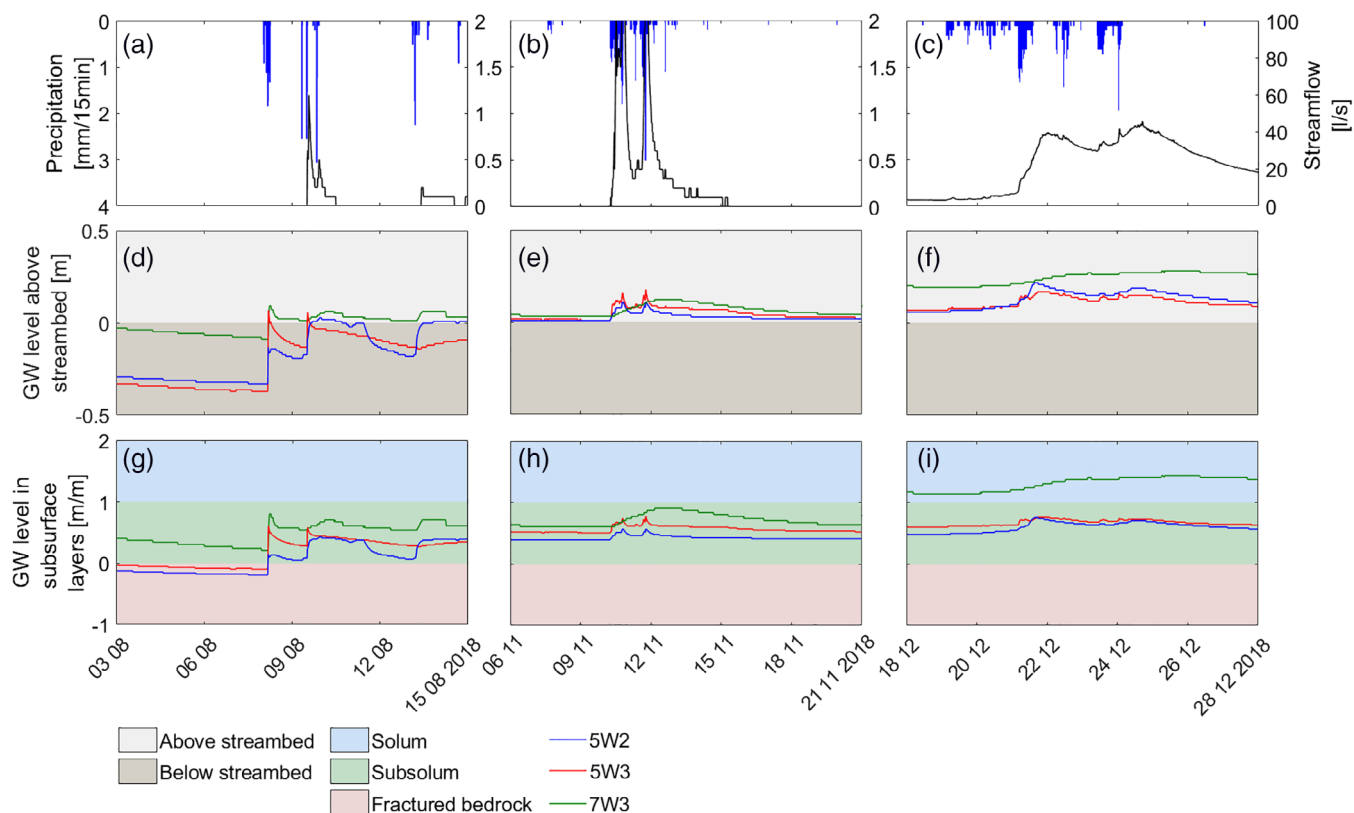 (a)
(b)
(c)
Precipitation
[mm/15min]
0
1
2
3
4
2
1.5
1
0.5
0
2
1.5
1
0.5
0
100
80
60
40
20
0
Streamflow
[l/s]
(d)
(e)
(f)
GW level above
streambed [m]
0.5
0
-0.5
(g)
(h)
(i)
GW level in
subsurface
layers [m/m]
2
1
0
-1
03 08
06 08
09 08
12 08
15 08 2018
06 11
09 11
12 11
15 11
18 11
21 11 2018
18 12
20 12
22 12
24 12
26 12
28 12 2018
Above streambed
Solum
5W2
Below streambed
Subsolum
5W3
Fractured bedrock
7W3